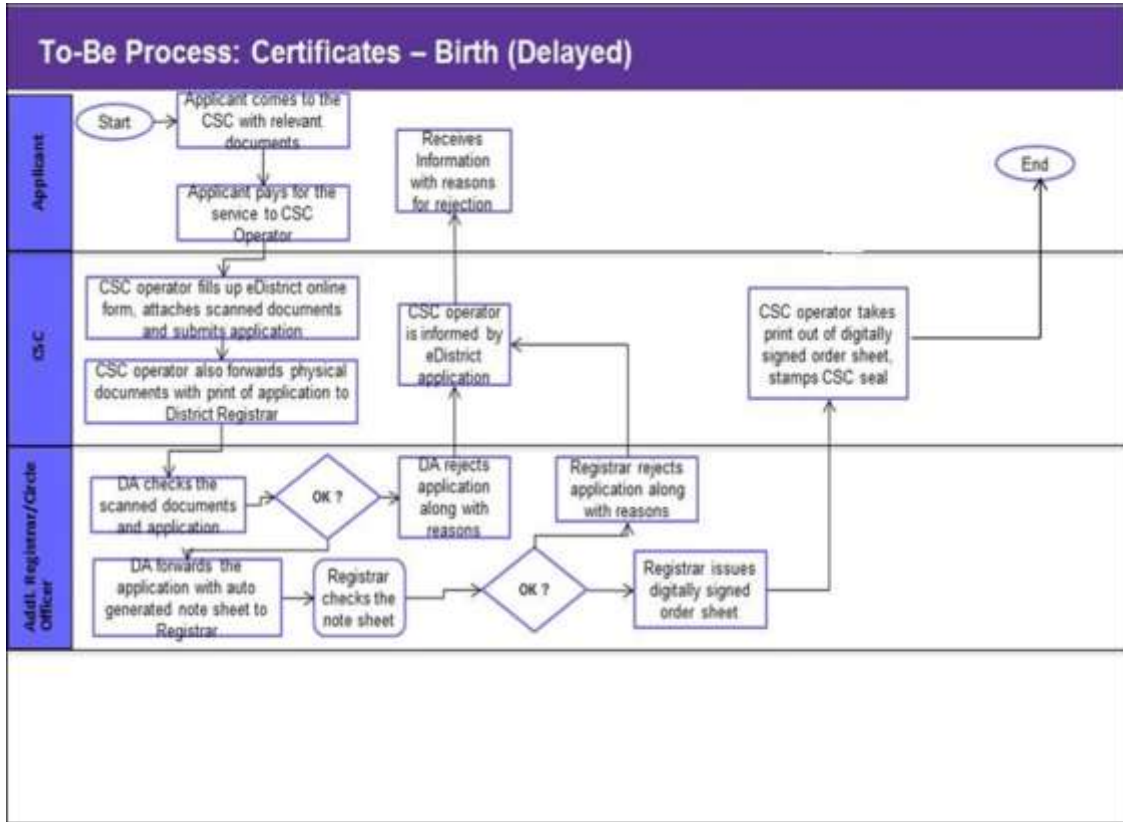 To-Be Process: Certificates – Birth (Delayed)
Applicant
Start
Applicant comes to the
CSC with relevant
documents
Applicant pays for the
service to CSC
Operator
Receives
Information
with reasons
for rejection
End
CSC
CSC operator fills up eDistrict online
form, attaches scanned documents
and submits application
CSC operator also forwards physical
documents with print of application to
District Registrar
CSC operator
is informed by
eDistrict
application
CSC operator takes
print out of digitally
signed order sheet,
stamps CSC seal
Addl. Registrar/Circle
Officer
DA checks the
scanned documents
and application
OK ?
DA rejects
application
along with
reasons
Registrar rejects
application along
with reasons
DA forwards the
application with auto
generated note sheet to
Registrar
Registrar
checks the
note sheet
OK ?
Registrar issues
digitally signed
order sheet